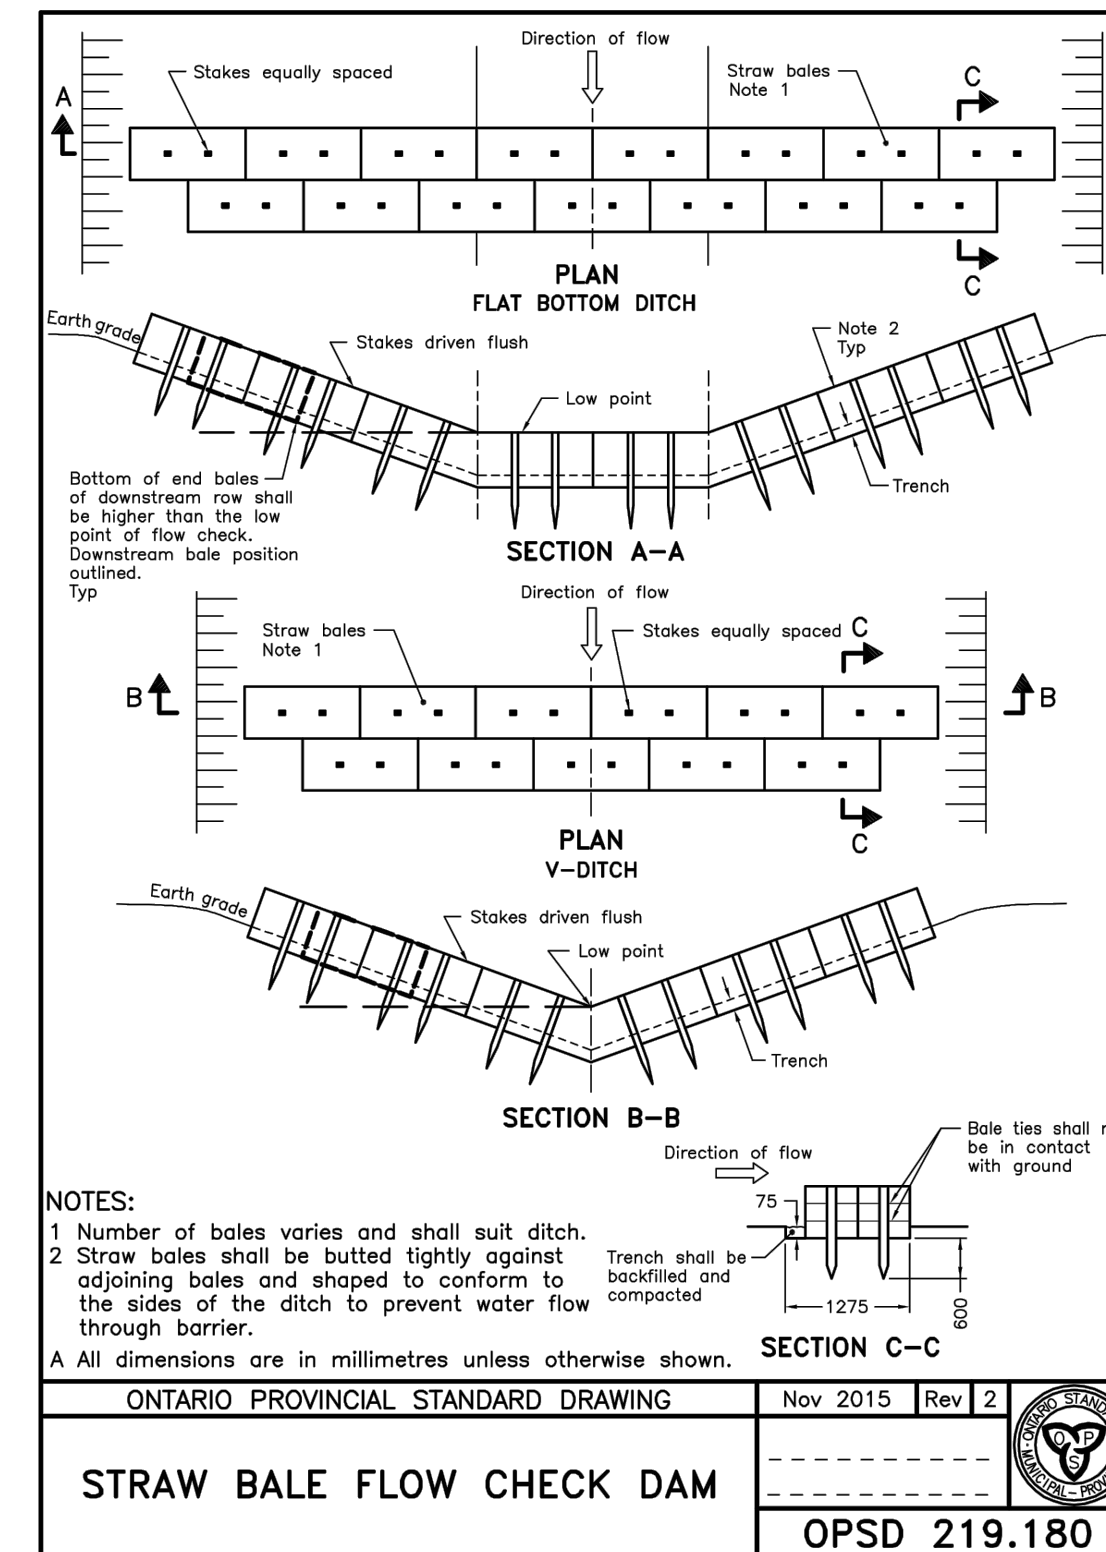 Direction of flow
Stakes equally spaced
Straw bales
Note 1
C
A
C
PLAN
FLAT BOTTOM DITCH
Earth grade
Stakes driven flush
Note 2
Typ
Low point
Bottom of end bales
of downstream row shall
be higher than the low
point of flow check.
Downstream bale position
outlined.
Typ
Trench
SECTION A–A
Direction of flow
Straw bales
Note 1
Stakes equally spaced
C
B
B
PLAN
V–DITCH
C
Earth grade
Stakes driven flush
Low point
Trench
SECTION B–B
Direction of flow
Bale ties shall
be in contact
with ground
75
Trench shall be
backfilled and
compacted
1275
600
SECTION C–C
NOTES:
1 Number of bales varies and shall suit ditch.
2 Straw bales shall be butted tightly against
adjoining bales and shaped to conform to
the sides of the ditch to prevent water flow
through barrier.
A All dimensions are in millimetres unless otherwise shown.
ONTARIO PROVINCIAL STANDARD DRAWING
Nov 2015
Rev
2
STRAW BALE FLOW CHECK DAM
ONTARIO
OPS
MUNICIPAL
OPSD 219.180